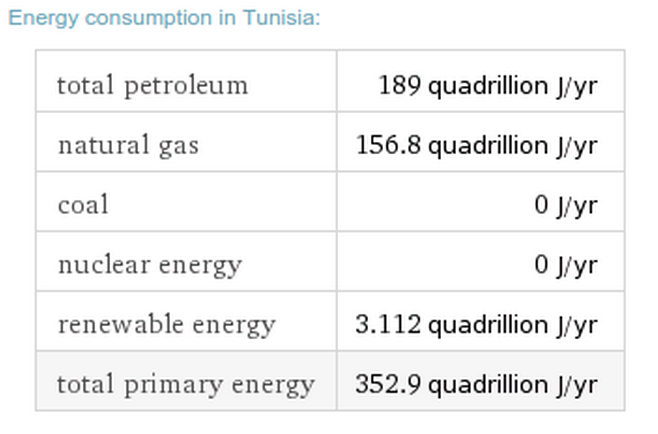 Energy consumption in Tunisia:
total petroleum 189 quadrillion J/yr
natural gas 156.8 quadrillion J/yr
coal 0 J/yr
nuclear energy 0 J/yr
renewable energy 3.112 quadrillion J/yr
total primary energy 352.9 quadrillion J/yr